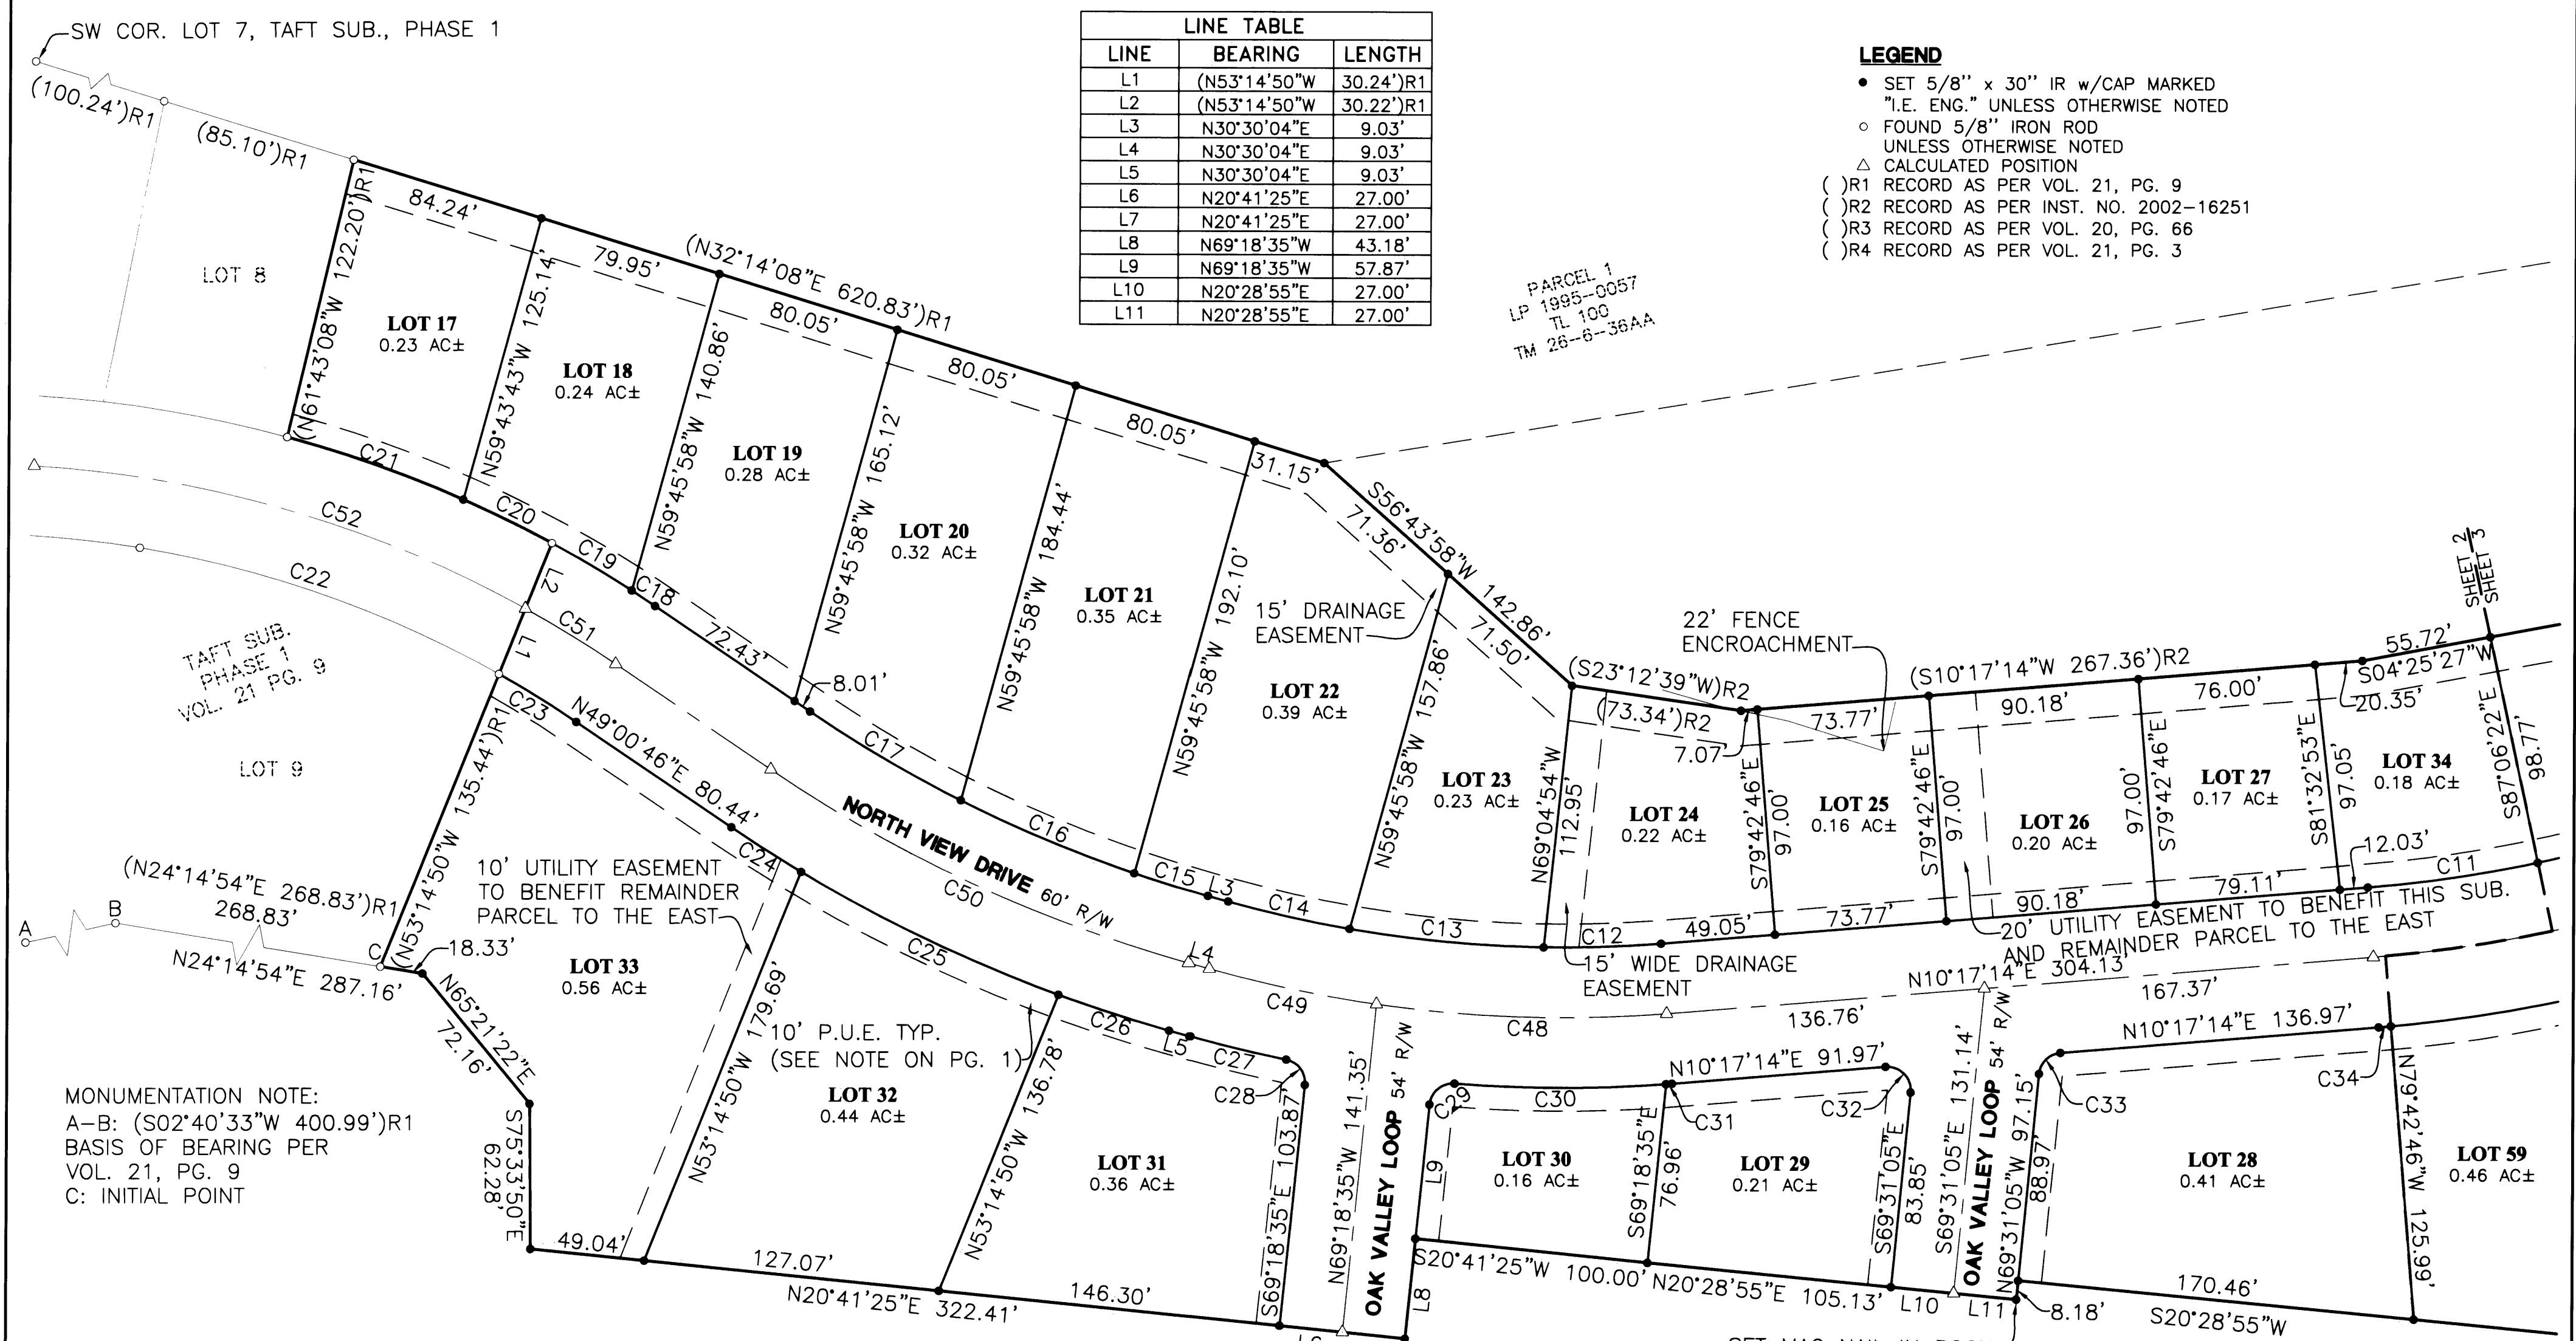 SW COR. LOT 7, TAFT SUB., PHASE 1
(100.24')R1
(85.10')R1
LINE TABLE
LINE BEARING LENGTH
L1 (N53°14'50"W 30.24')R1
L2 (N53°14'50"W 30.22')R1
L3 N30°30'04"E 9.03'
L4 N30°30'04"E 9.03'
L5 N30°30'04"E 9.03'
L6 N20°41'25"E 27.00'
L7 N20°41'25"E 27.00'
L8 N69°18'35"W 43.18'
L9 N69°18'35"W 57.87'
L10 N20°28'55"E 27.00'
L11 N20°28'55"E 27.00'
LEGEND
● SET 5/8'' x 30'' IR w/CAP MARKED
"I.E. ENG." UNLESS OTHERWISE NOTED
○ FOUND 5/8'' IRON ROD
UNLESS OTHERWISE NOTED
△ CALCULATED POSITION
( )R1 RECORD AS PER VOL. 21, PG. 9
( )R2 RECORD AS PER INST. NO. 2002-16251
( )R3 RECORD AS PER VOL. 20, PG. 66
( )R4 RECORD AS PER VOL. 21, PG. 3
LOT 8
(N61°43'08"W 122.20')R1
84.24'
LOT 17
0.23 AC±
C21
N59°43'43"W 125.14'
79.95'
LOT 18
0.24 AC±
C20
C19
(N32°14'08"E 620.83')R1
N59°45'58"W 140.86'
80.05'
LOT 19
0.28 AC±
C18
72.43'
N59°45'58"W 165.12'
80.05'
LOT 20
0.32 AC±
8.01'
C17
N59°45'58"W 184.44'
80.05'
LOT 21
0.35 AC±
C16
N59°45'58"W 192.10'
31.15'
PARCEL 1
LP 1995-0057
TL 100
TM 26-6-36AA
S56°43'58"W 142.86'
71.36'
71.50'
15' DRAINAGE
EASEMENT
LOT 22
0.39 AC±
C15
L3
C14
N59°45'58"W 157.86'
LOT 23
0.23 AC±
C13
N69°04'54"W
112.95'
22' FENCE
ENCROACHMENT
(S23°12'39"W)R2
(73.34')R2
7.07'
LOT 24
0.22 AC±
C12
49.05'
15' WIDE DRAINAGE
EASEMENT
S79°42'46"E
97.00'
(S10°17'14"W 267.36')R2
73.77'
LOT 25
0.16 AC±
73.77'
S79°42'46"E
97.00'
90.18'
LOT 26
0.20 AC±
90.18'
97.00'
S79°42'46"E
76.00'
LOT 27
0.17 AC±
79.11'
S81°32'53"E
97.05'
55.72'
S04°25'27"W
20.35'
LOT 34
0.18 AC±
12.03'
C11
S87°06'22"E
98.77'
SHEET 2
SHEET 3
20' UTILITY EASEMENT TO BENEFIT THIS SUB.
AND REMAINDER PARCEL TO THE EAST
C52
C22
L2
L1
C51
NORTH VIEW DRIVE 60' R/W
C50
L4
C49
C48
136.76'
N10°17'14"E 304.13'
167.37'
TAFT SUB.
PHASE 1
VOL. 21 PG. 9
LOT 9
(N24°14'54"E 268.83')R1
268.83'
A
B
C
N24°14'54"E 287.16'
(N53°14'50"W 135.44')R1
C23
N49°00'46"E 80.44'
C24
18.33'
10' UTILITY EASEMENT
TO BENEFIT REMAINDER
PARCEL TO THE EAST
LOT 33
0.56 AC±
N65°21'22"E
72.16'
S75°33'50"E
62.28'
49.04'
N53°14'50"W 179.69'
C25
10' P.U.E. TYP.
(SEE NOTE ON PG. 1)
LOT 32
0.44 AC±
127.07'
N20°41'25"E 322.41'
N53°14'50"W 136.78'
C26
L5
C27
C28
LOT 31
0.36 AC±
146.30'
S69°18'35"E 103.87'
N69°18'35"W 141.35'
OAK VALLEY LOOP 54' R/W
L8
L9
C29
C30
LOT 30
0.16 AC±
S20°41'25"W 100.00'
S69°18'35"E
76.96'
N10°17'14"E 91.97'
C31
C32
LOT 29
0.21 AC±
N20°28'55"E 105.13'
S69°31'05"E
83.85'
L10
S69°31'05"E 131.14'
OAK VALLEY LOOP 54' R/W
L11
N69°31'05"W 97.15'
88.97'
8.18'
C33
N10°17'14"E 136.97'
C34
LOT 28
0.41 AC±
170.46'
S20°28'55"W
N79°42'46"W 125.99'
LOT 59
0.46 AC±
MONUMENTATION NOTE:
A-B: (S02°40'33"W 400.99')R1
BASIS OF BEARING PER
VOL. 21, PG. 9
C: INITIAL POINT